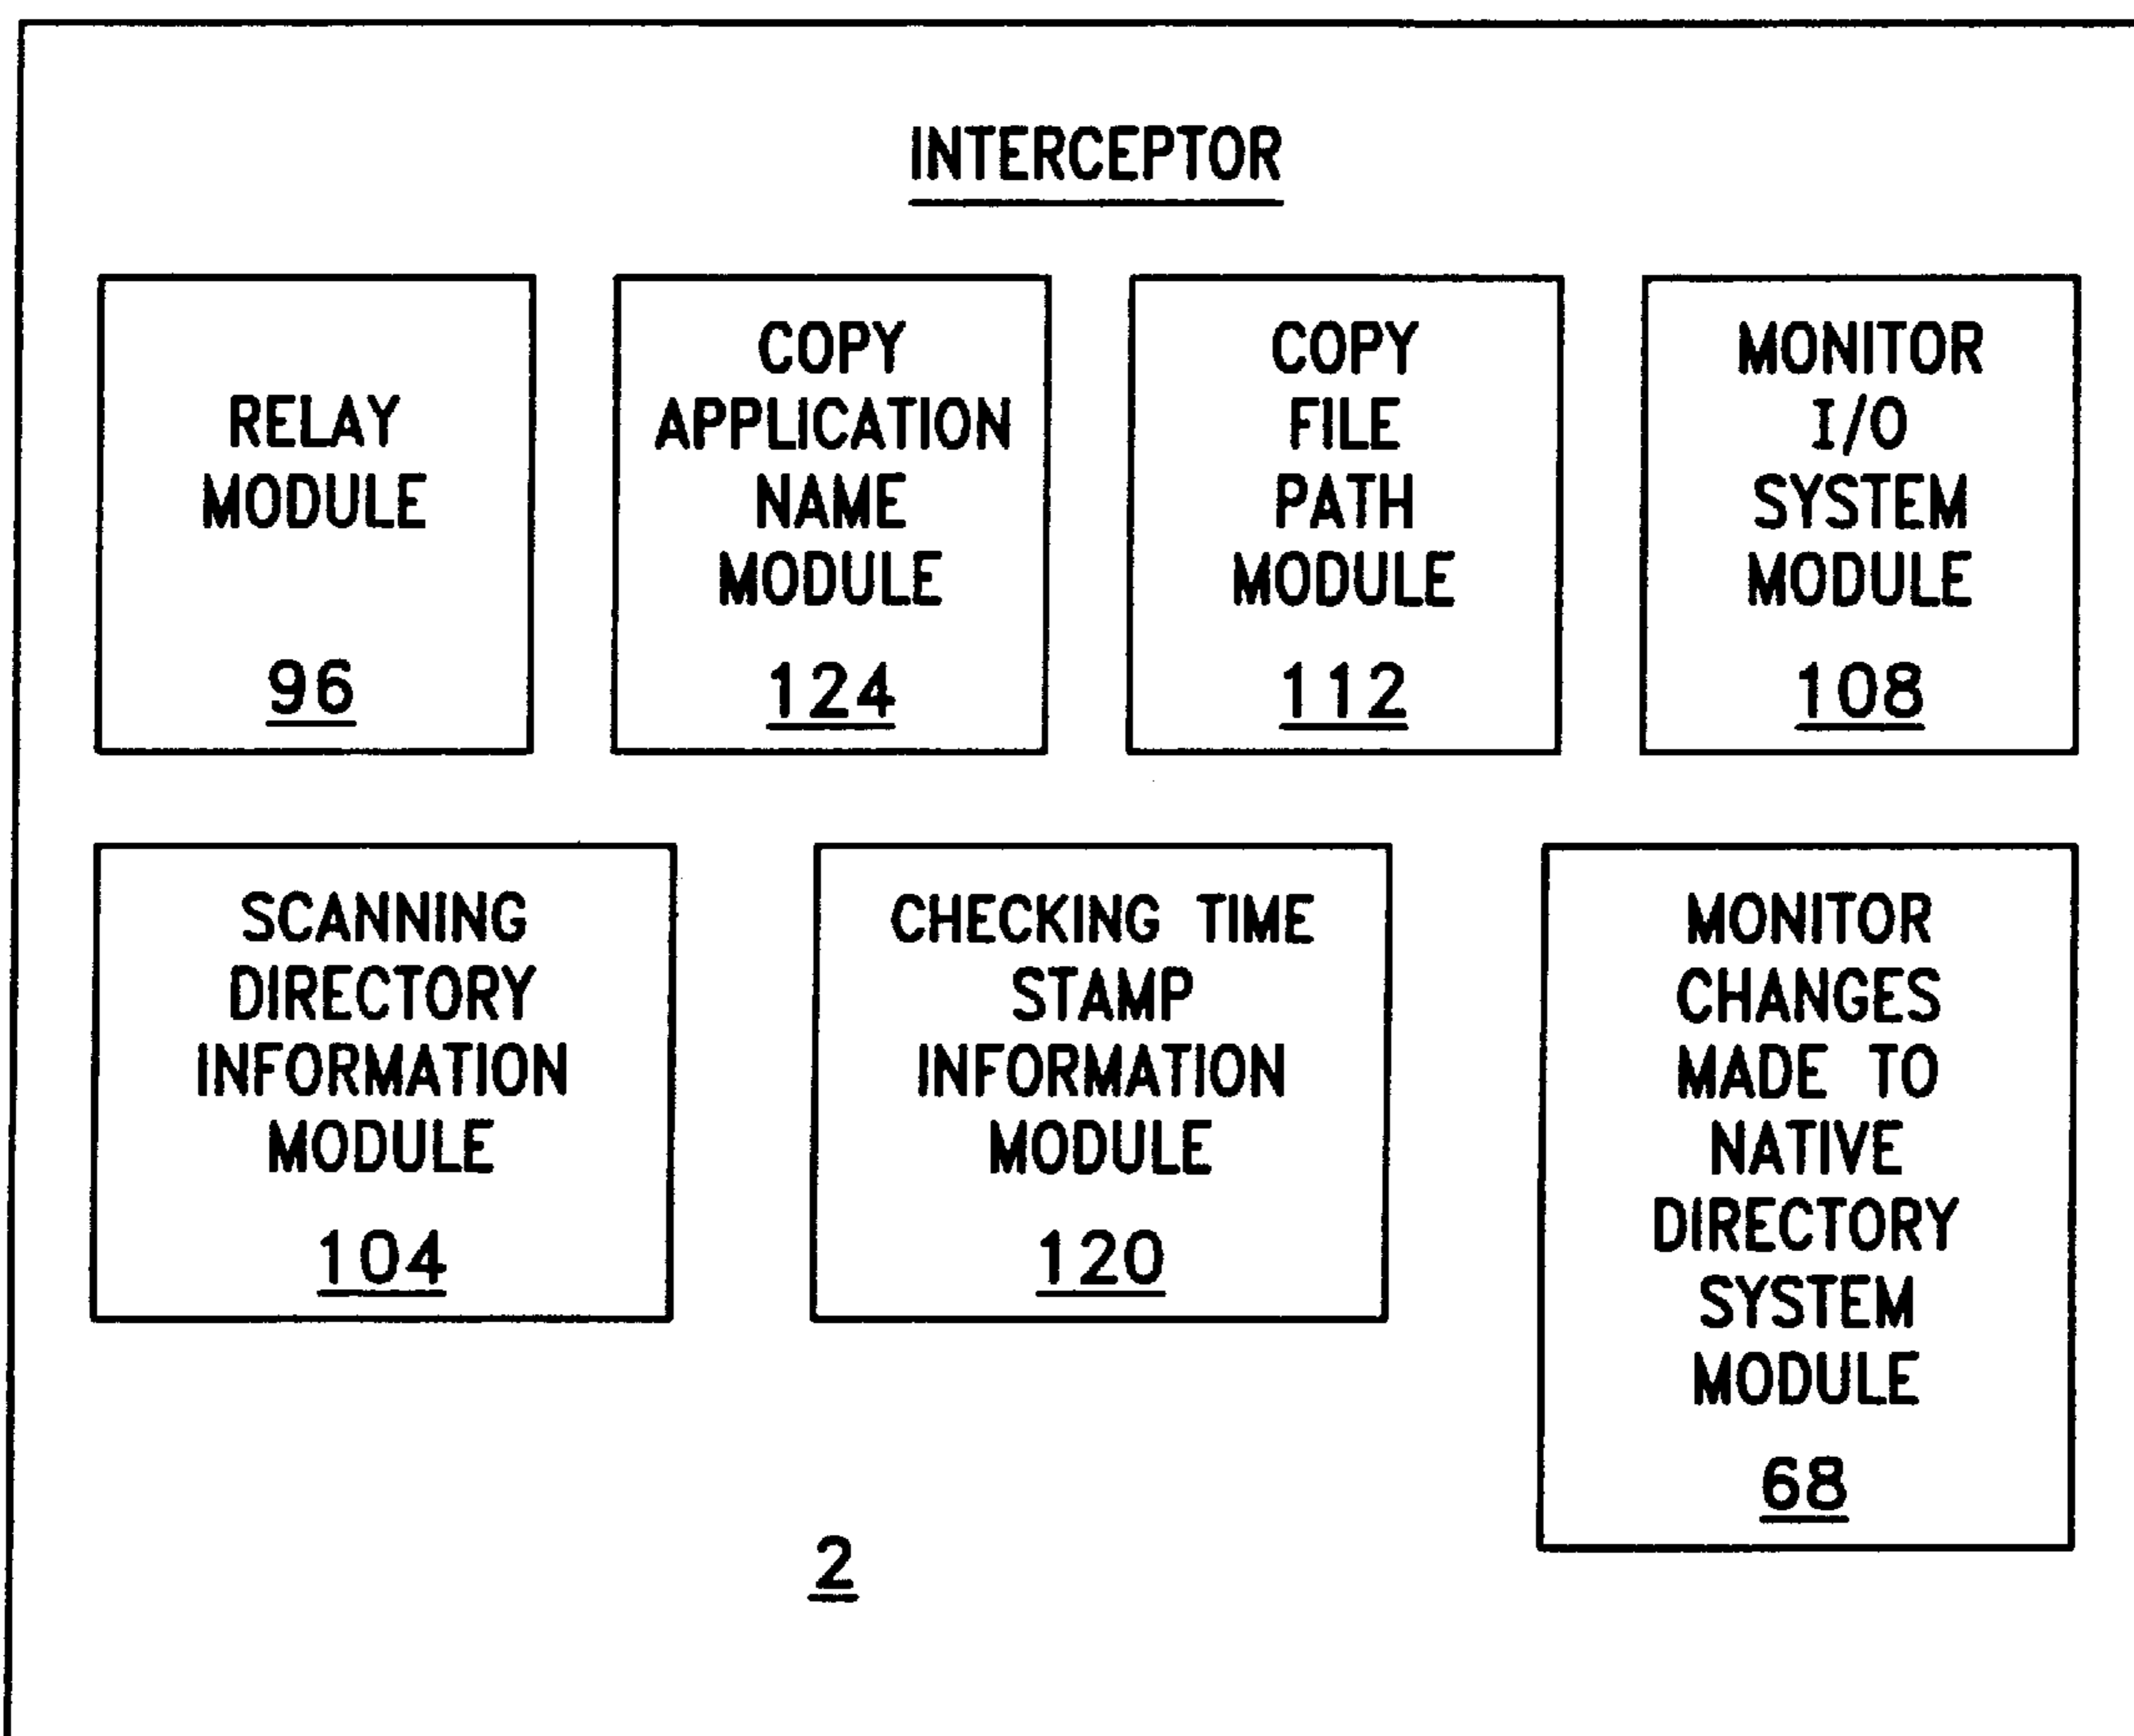 INTERCEPTOR
RELAY
MODULE
96
COPY
APPLICATION
NAME
MODULE
124
COPY
FILE
PATH
MODULE
112
MONITOR
I/O
SYSTEM
MODULE
108
SCANNING
DIRECTORY
INFORMATION
MODULE
104
CHECKING TIME
STAMP
INFORMATION
MODULE
120
MONITOR
CHANGES
MADE TO
NATIVE
DIRECTORY
SYSTEM
MODULE
68
2